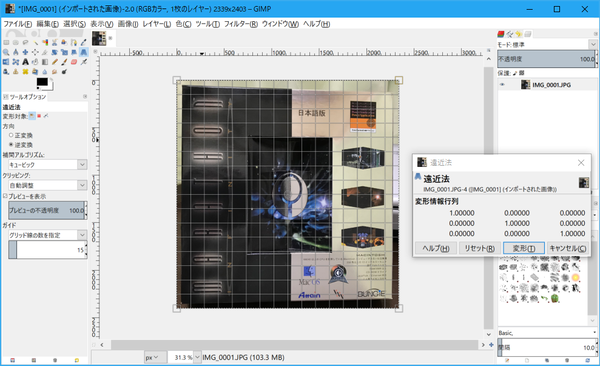 *[IMG_0001] (インポートされた画像)-2.0 (RGBカラー, 1枚のレイヤー) 2339x2403 – GIMP
ファイル(F) 編集(E) 選択(S) 表示(V) 画像(I) レイヤー(L) 色(C) ツール(T) フィルター(R) ウィンドウ(W) ヘルプ(H)
ツールオプション
遠近法
変形対象:
方向
正変換
逆変換
補間アルゴリズム:
キュービック
クリッピング:
自動調整
プレビューを表示
プレビューの不透明度 100.0
ガイド
グリッド線の数を指定
15
-500
0
500
1000
1500
2000
2500
3000
日本語版
Mac OS
BUNGIE
px
31.3 %
IMG_0001.JPG (103.3 MB)
モード: 標準
不透明度 100.0
保護:
IMG_0001.JPG
遠近法
遠近法
IMG_0001.JPG-4 ([IMG_0001] (インポートされた画像))
変形情報行列
1.00000 0.00000 0.00000
0.00000 1.00000 0.00000
0.00000 0.00000 1.00000
ヘルプ(H) リセット(R) 変形(T) キャンセル(C)
Basic,
間隔 10.0